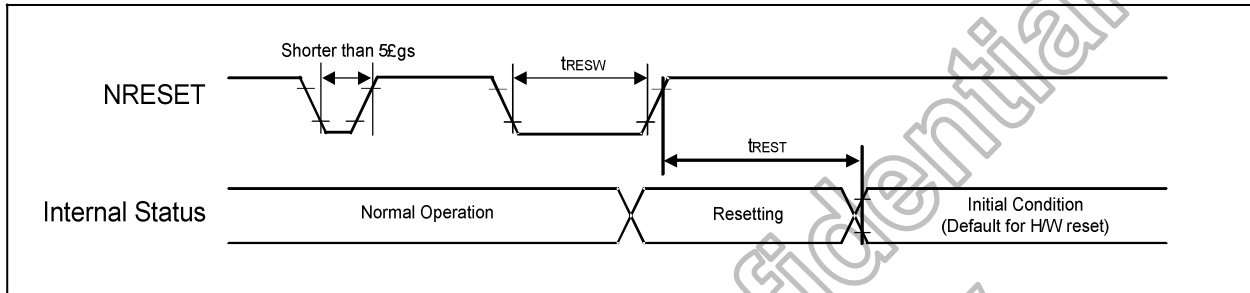 Shorter than 5£gs
tRESW
NRESET
tREST
Internal Status
Normal Operation
Resetting
Initial Condition
(Default for H/W reset)